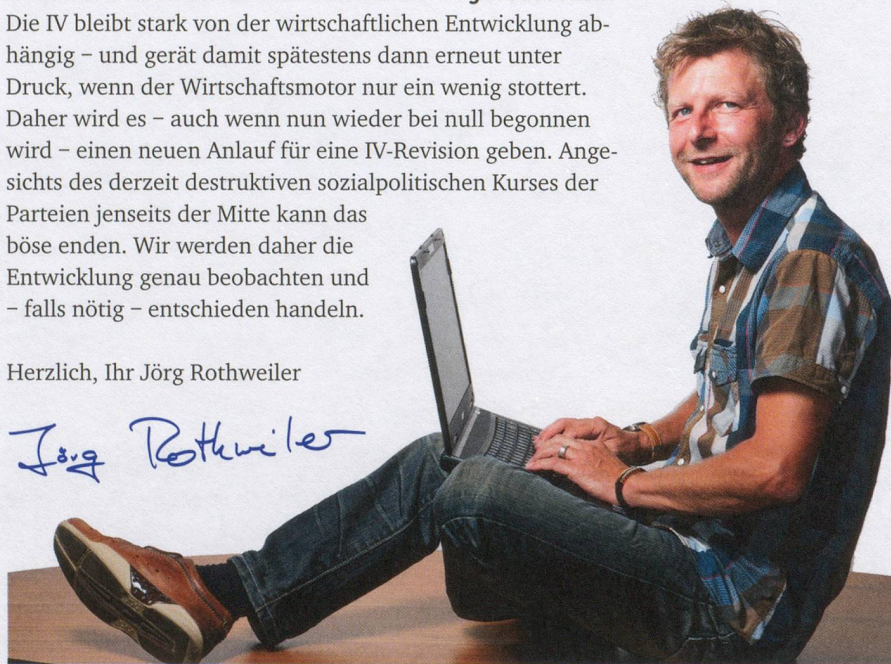 Die IV bleibt stark von der wirtschaftlichen Entwicklung ab-
hängig – und gerät damit spätestens dann erneut unter
Druck, wenn der Wirtschaftsmotor nur ein wenig stottert.
Daher wird es – auch wenn nun wieder bei null begonnen
wird – einen neuen Anlauf für eine IV-Revision geben. Ange-
sichts des derzeit destruktiven sozialpolitischen Kurses der
Parteien jenseits der Mitte kann das
böse enden. Wir werden daher die
Entwicklung genau beobachten und
– falls nötig – entschieden handeln.
Herzlich, Ihr Jörg Rothweiler
Jörg Rothweiler